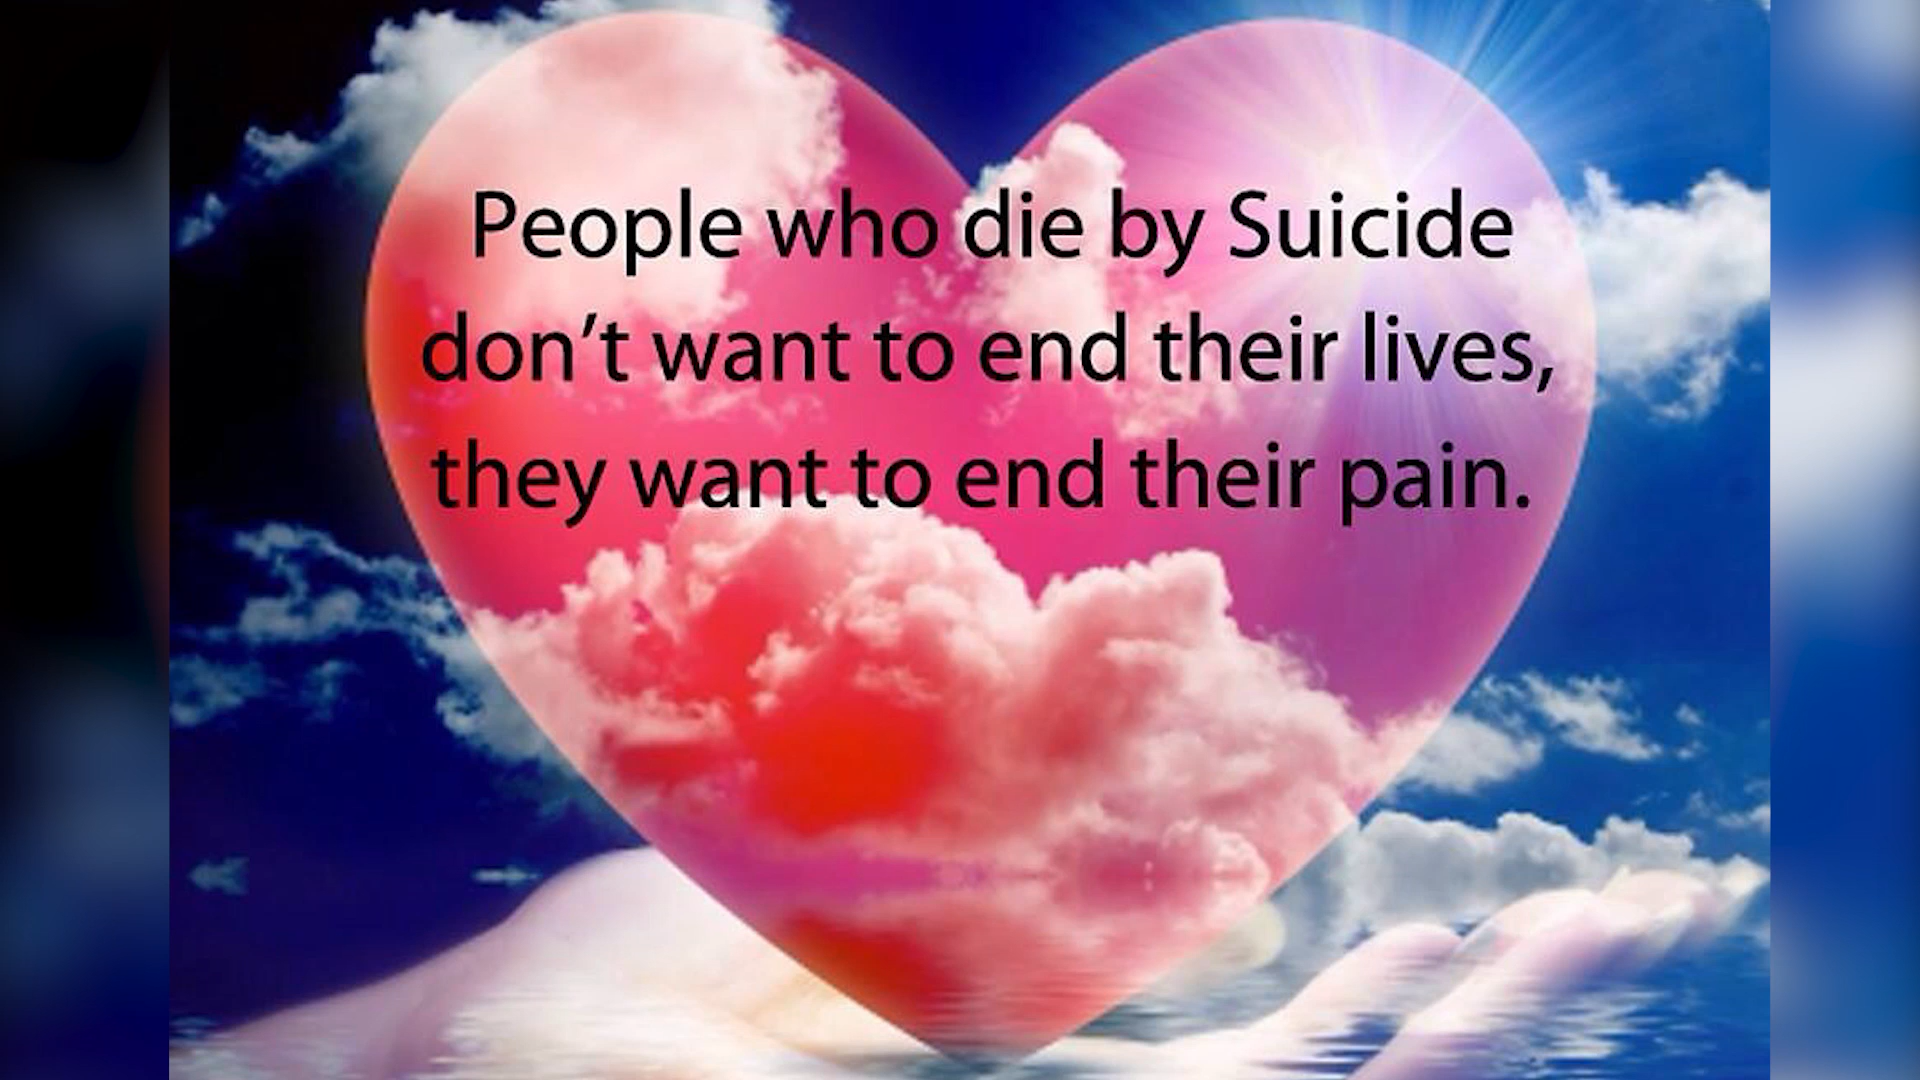 People who die by Suicide
don’t want to end their lives,
they want to end their pain.